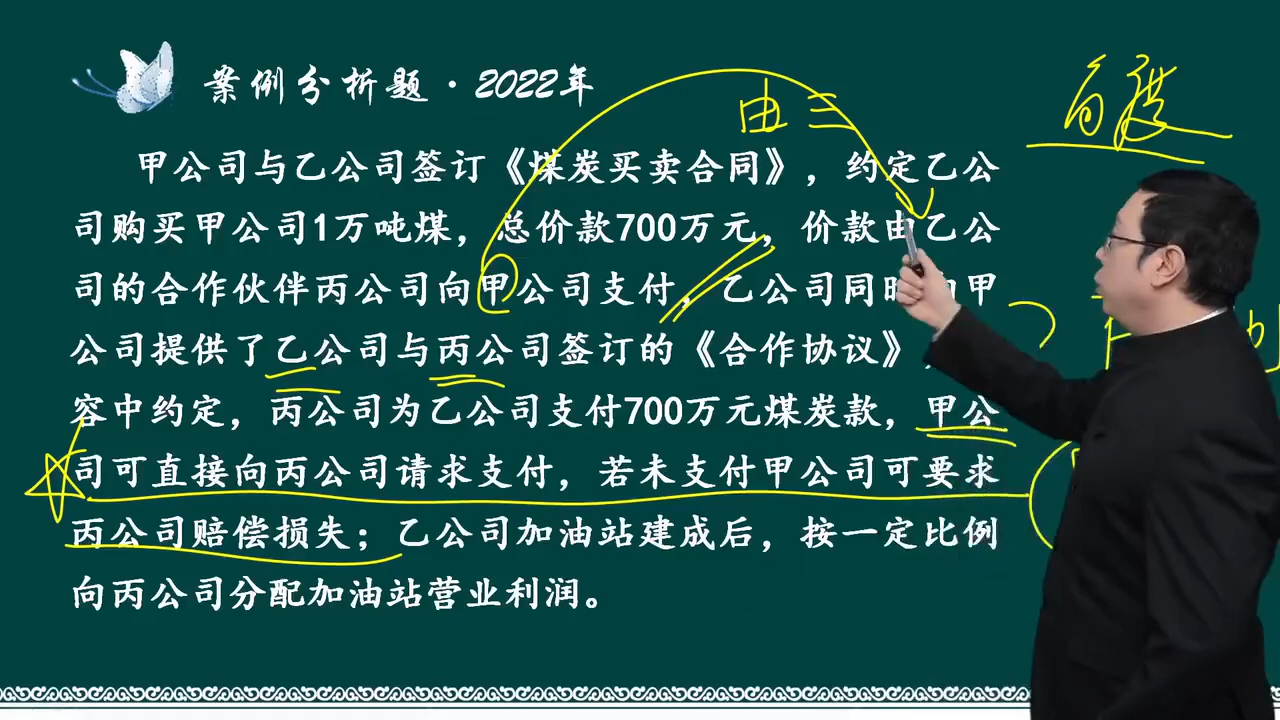 案例分析题·2022年
由三
甲公司与乙公司签订《煤炭买卖合同》，约定乙公
司购买甲公司1万吨煤，总价款700万元，价款由乙公
司的合作伙伴丙公司向甲公司支付，乙公司同时向甲
公司提供了乙公司与丙公司签订的《合作协议》，
容中约定，丙公司为乙公司支付700万元煤炭款，甲公
司可直接向丙公司请求支付，若未支付甲公司可要求
丙公司赔偿损失；乙公司加油站建成后，按一定比例
向丙公司分配加油站营业利润。